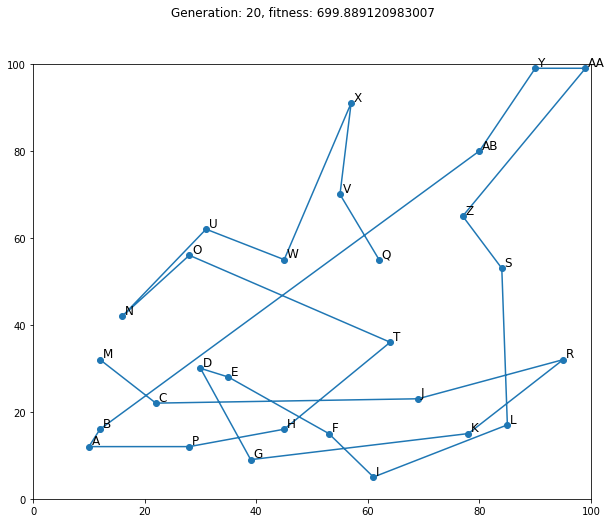 Generation: 20, fitness: 699.889120983007
100
Y
AA
X
AB
80
V
Z
U
60
O
W
Q
S
N
40
T
M
R
D
E
C
J
20
B
H
F
K
L
A
P
G
I
0
0
20
40
60
80
100